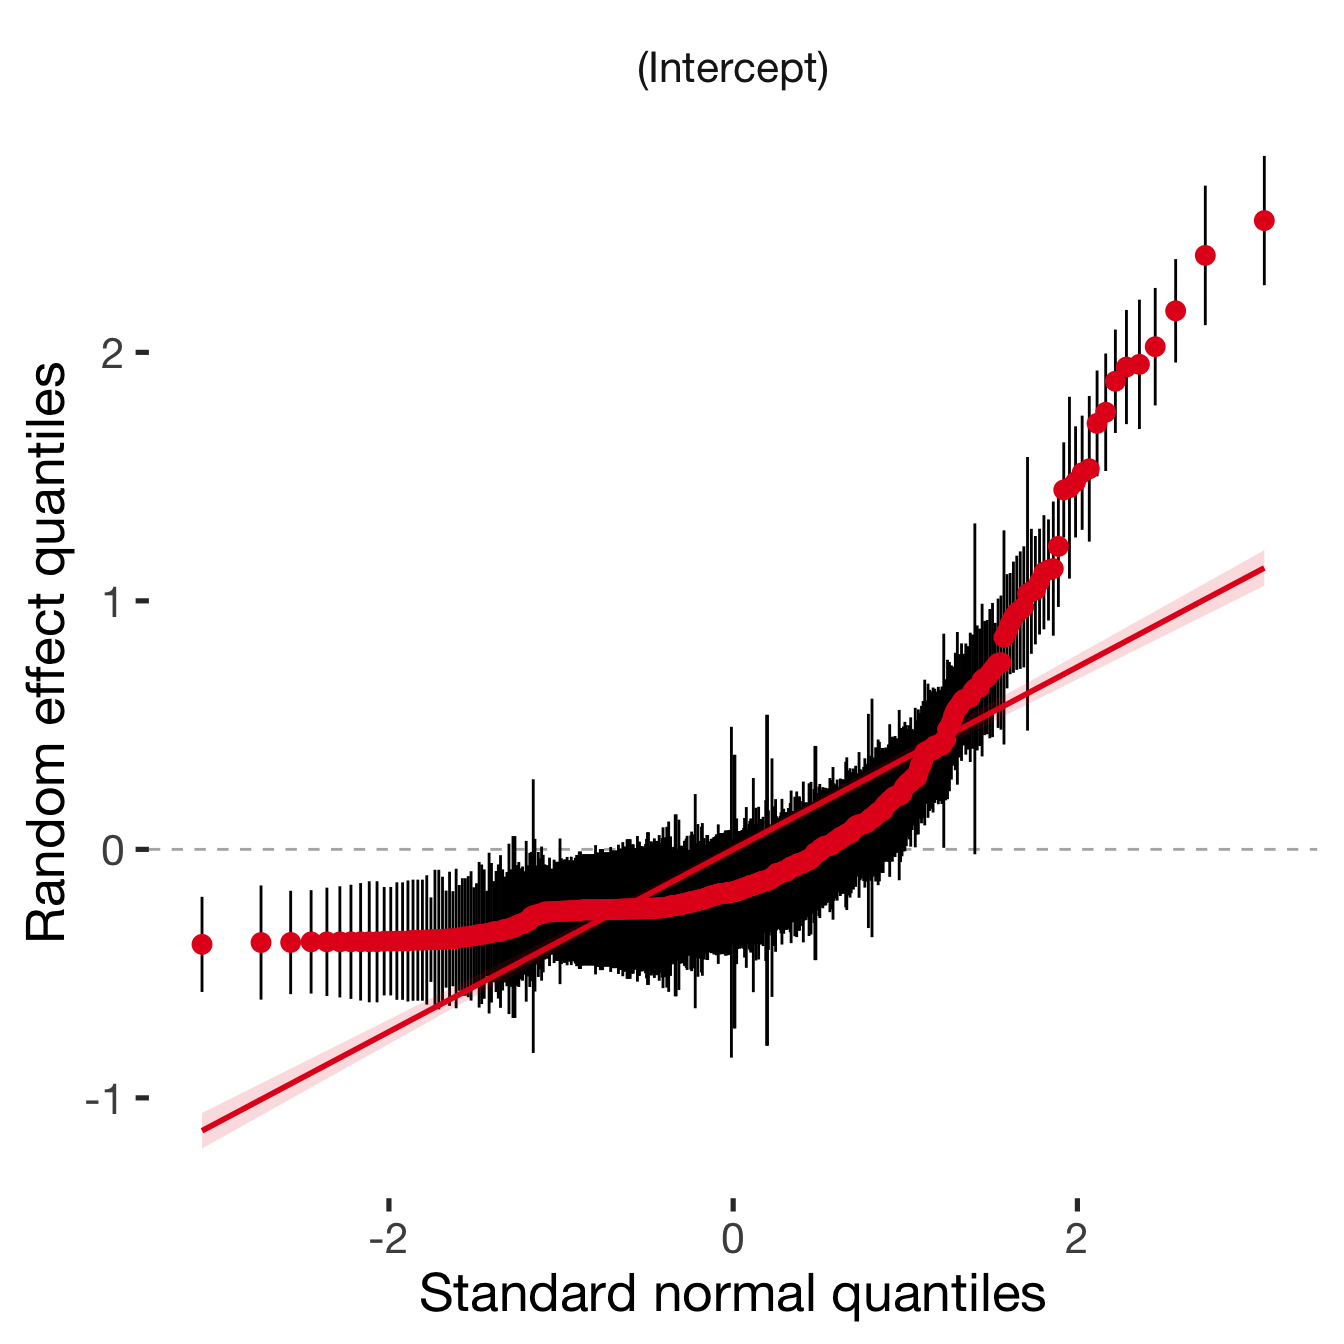 (Intercept)
Random effect quantiles
2
1
0
-1
-2 0 2
Standard normal quantiles